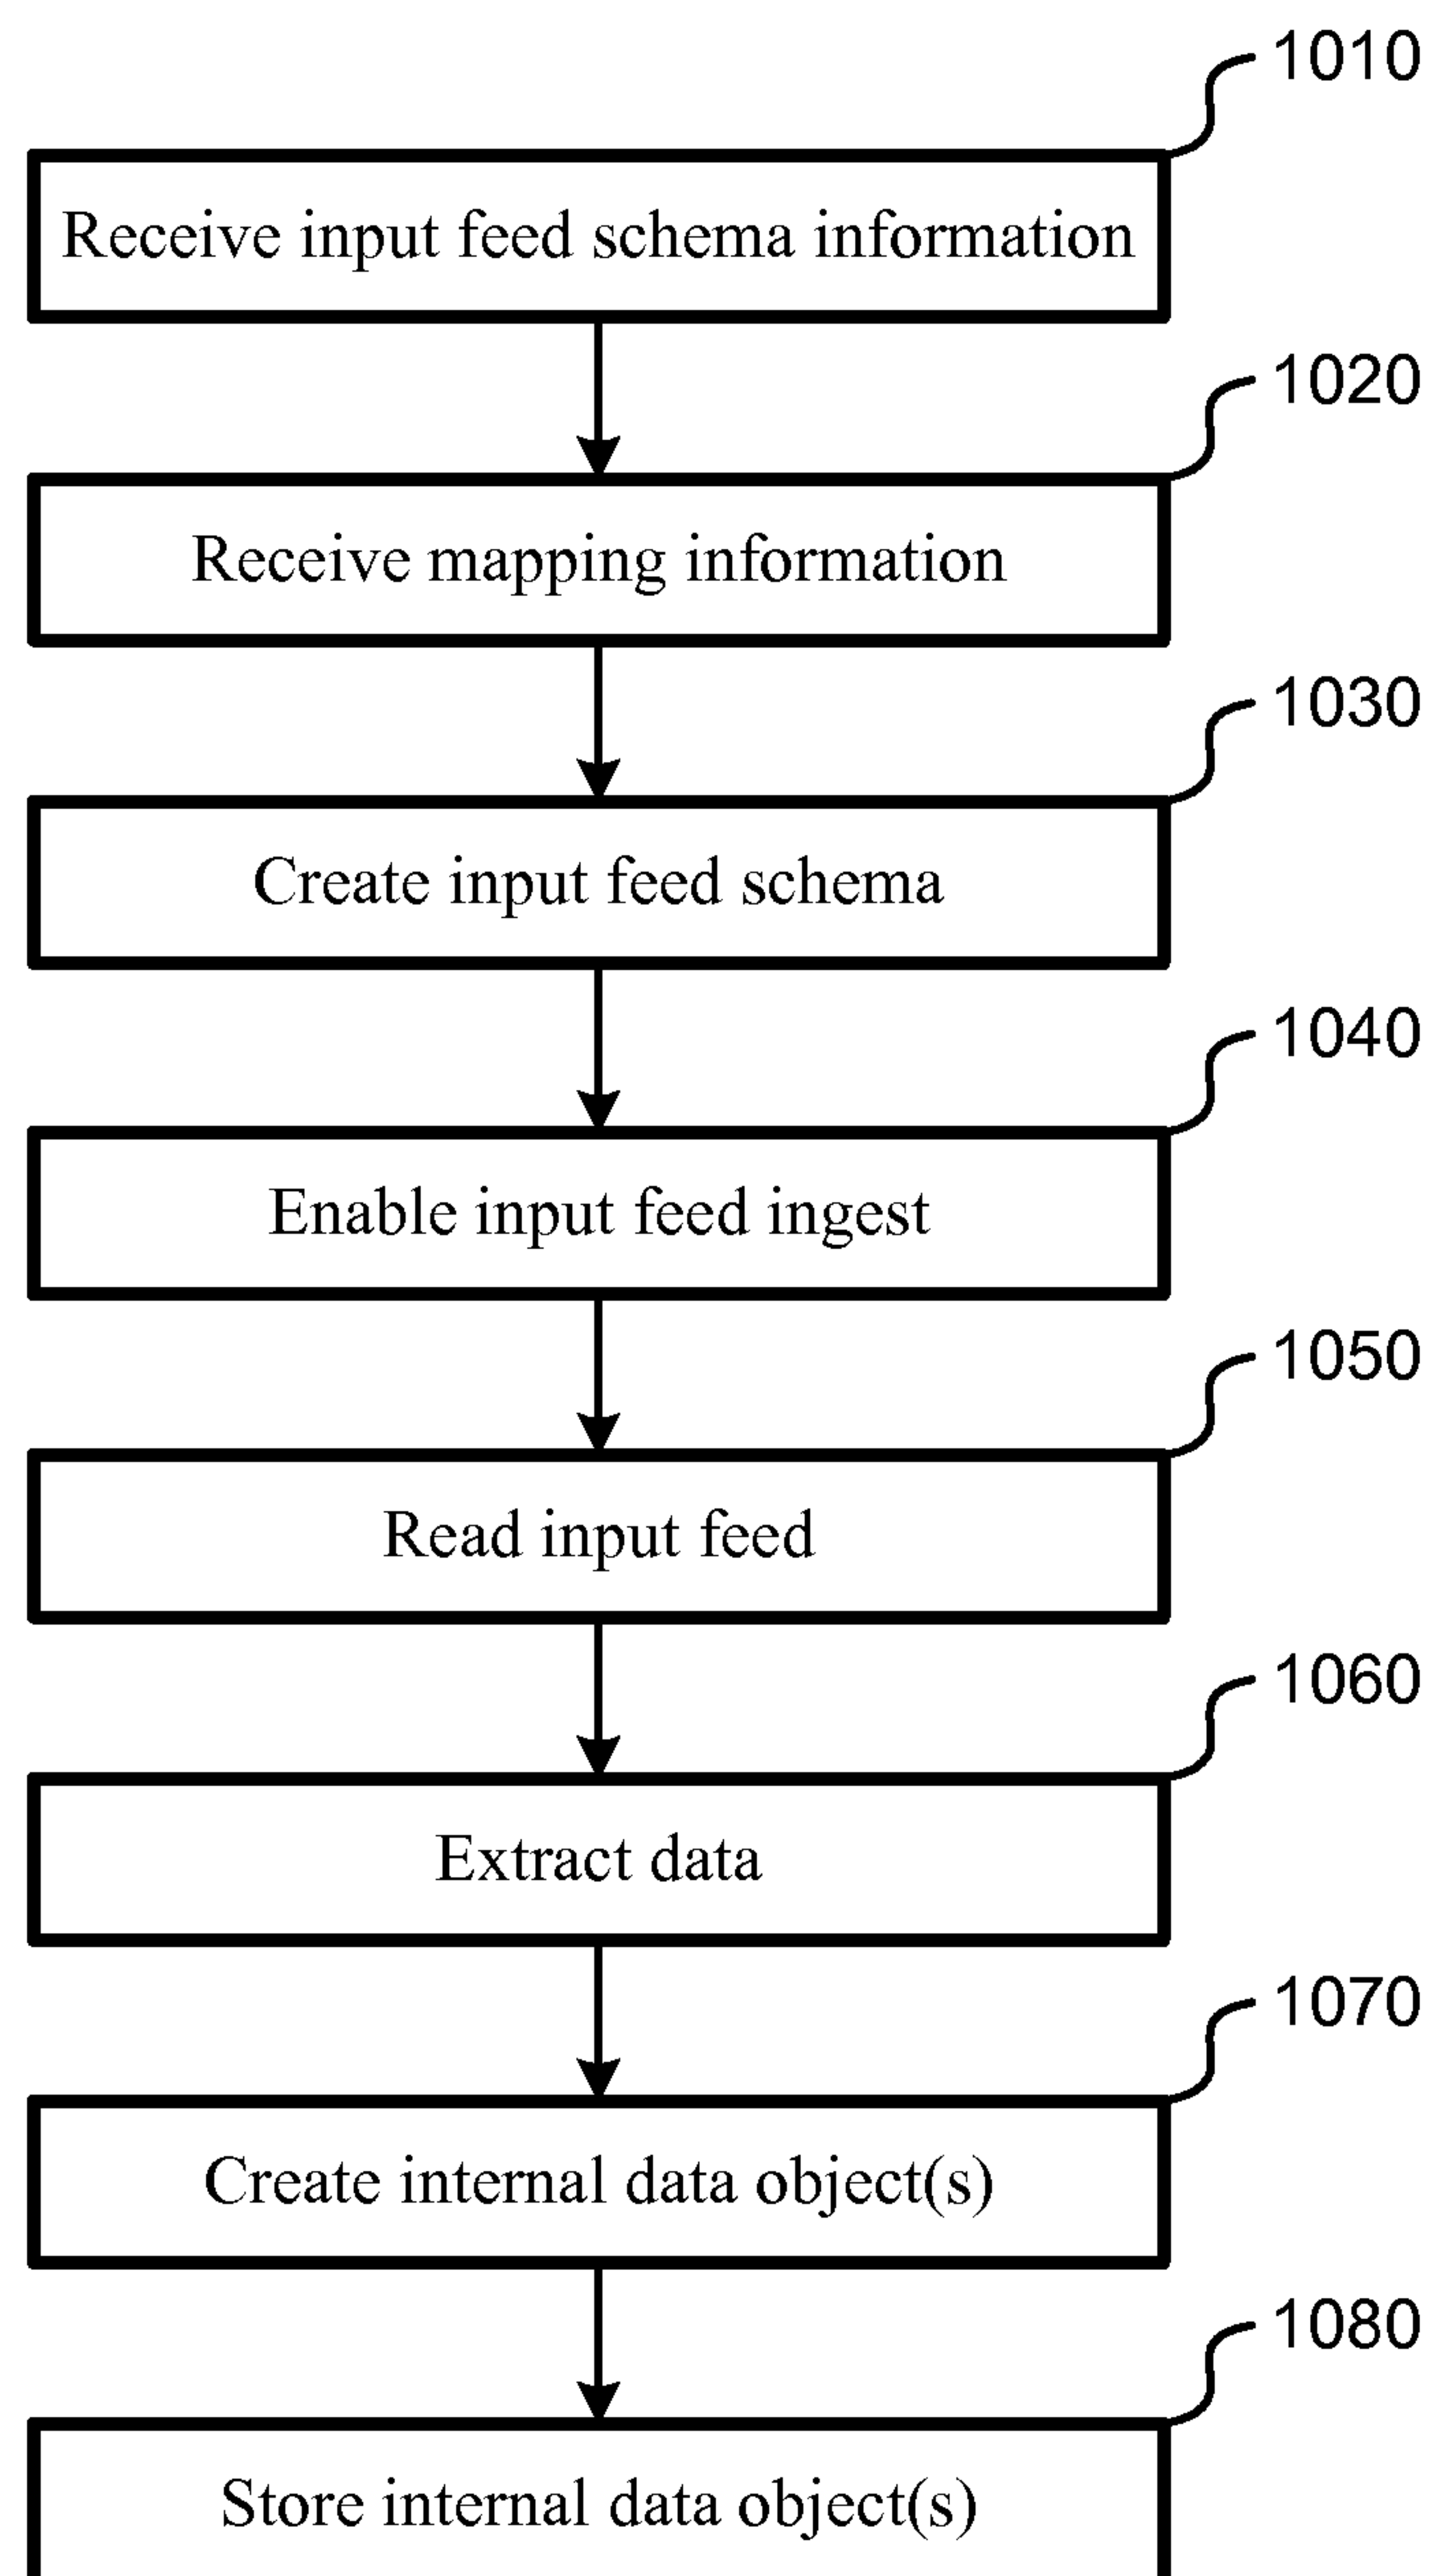 1010
Receive input feed schema information
1020
Receive mapping information
1030
Create input feed schema
1040
Enable input feed ingest
1050
Read input feed
1060
Extract data
1070
Create internal data object(s)
1080
Store internal data object(s)